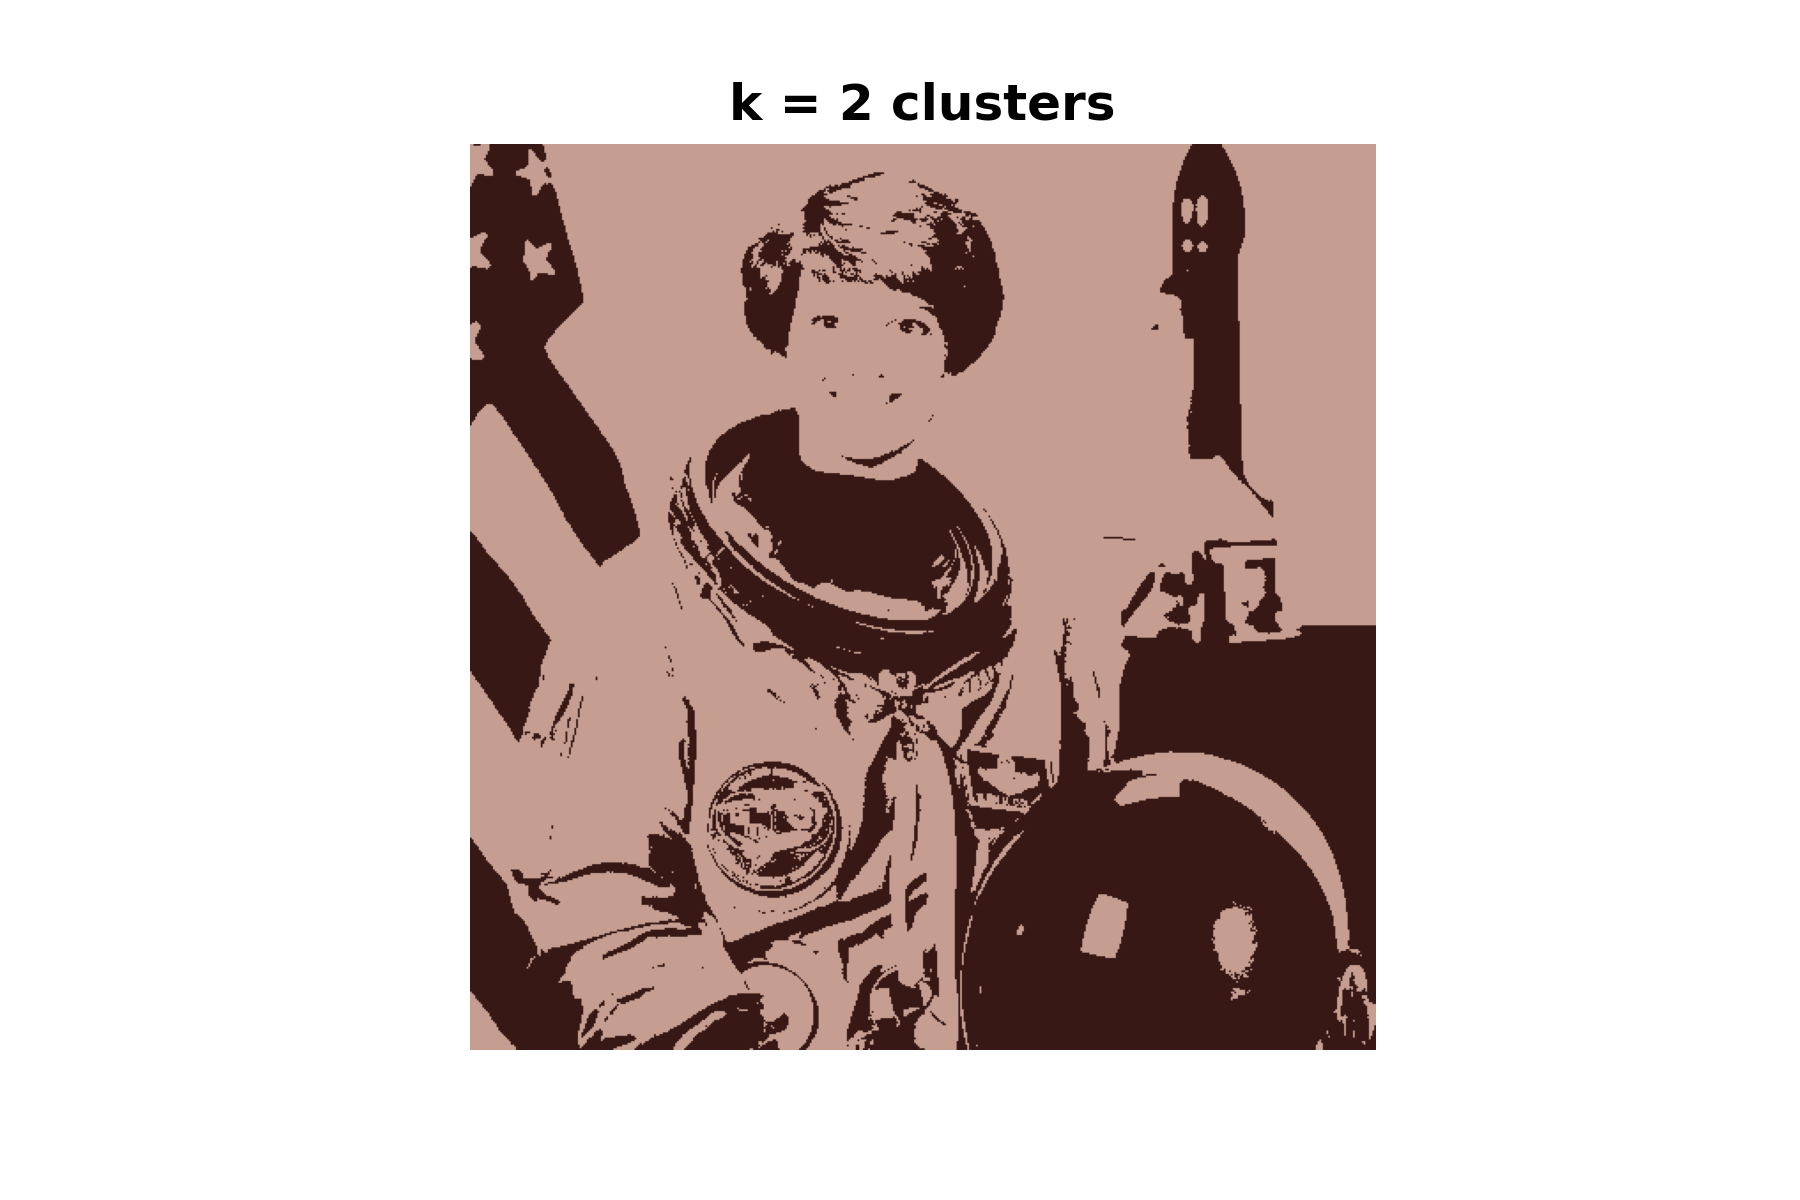 k = 2 clusters